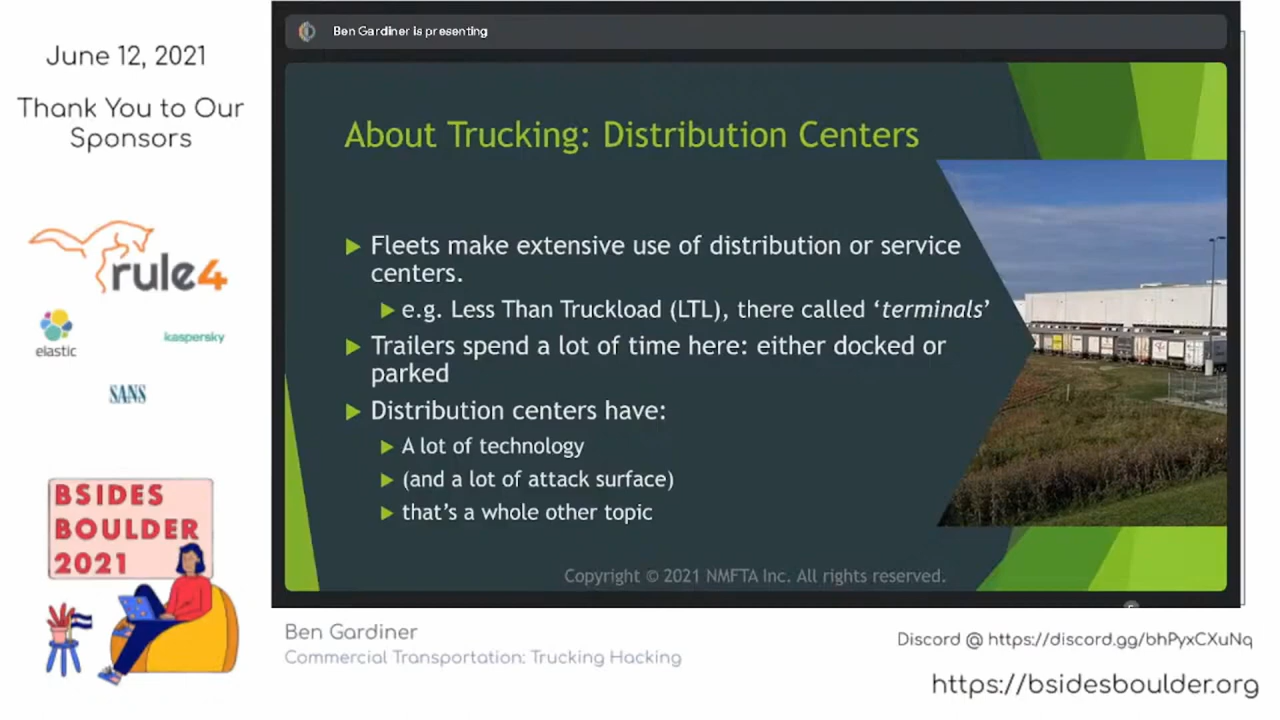 June 12, 2021
Thank You to Our
Sponsors
rule4
elastic
kaspersky
SANS
BSIDES
BOULDER
2021
Ben Gardiner is presenting
About Trucking: Distribution Centers
Fleets make extensive use of distribution or service
centers.
e.g. Less Than Truckload (LTL), there called ‘terminals’
Trailers spend a lot of time here: either docked or
parked
Distribution centers have:
A lot of technology
(and a lot of attack surface)
that’s a whole other topic
Copyright © 2021 NMFTA Inc. All rights reserved.
Ben Gardiner
Commercial Transportation: Trucking Hacking
Discord @ https://discord.gg/bhPyxCXuNq
https://bsidesboulder.org